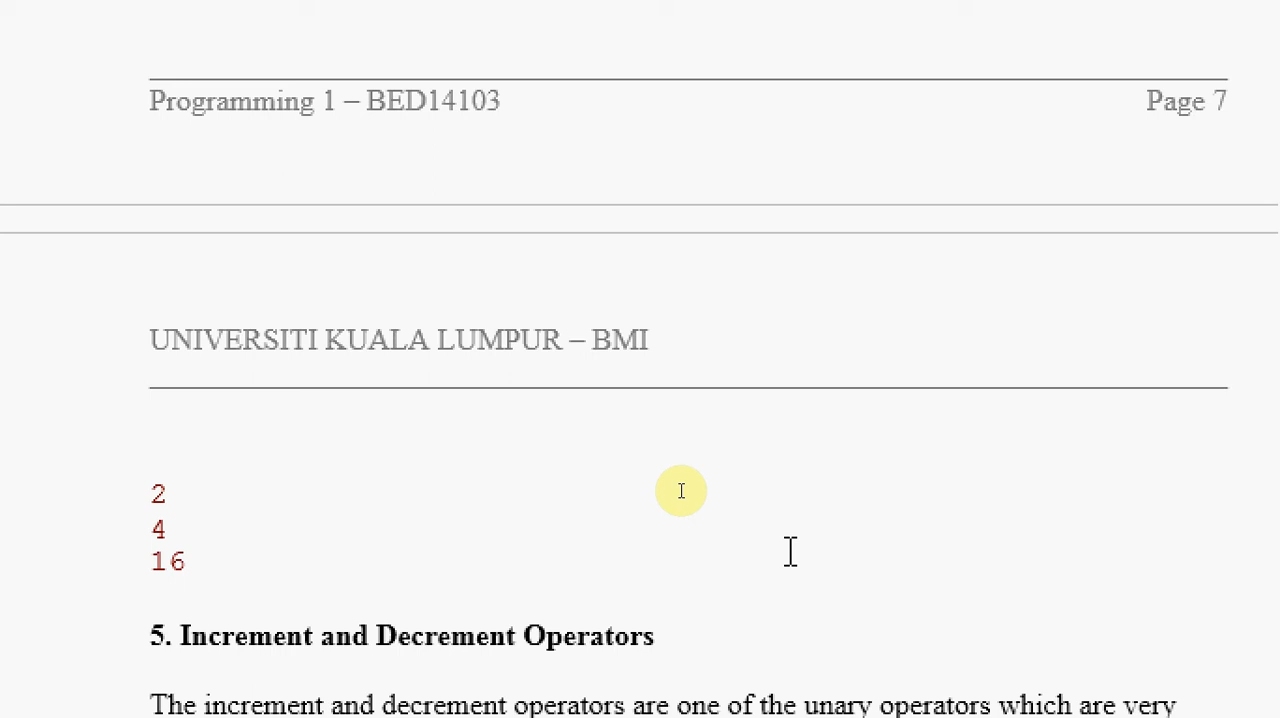 Programming 1 – BED14103 Page 7
UNIVERSITI KUALA LUMPUR – BMI
2
4
16
5. Increment and Decrement Operators
The increment and decrement operators are one of the unary operators which are very